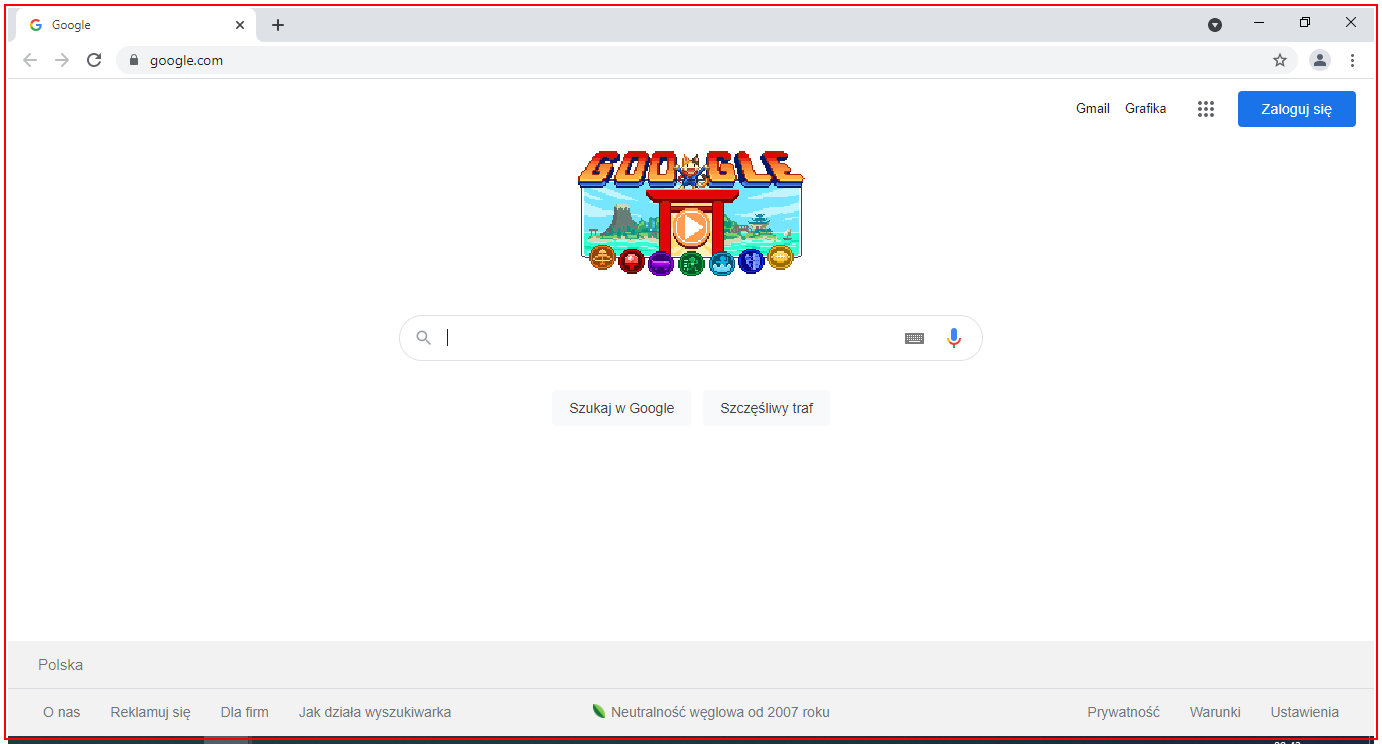 Google
google.com
Gmail Grafika Zaloguj się
GOOGLE
Szukaj w Google Szczęśliwy traf
Polska
O nas Reklamuj się Dla firm Jak działa wyszukiwarka Neutralność węglowa od 2007 roku Prywatność Warunki Ustawienia